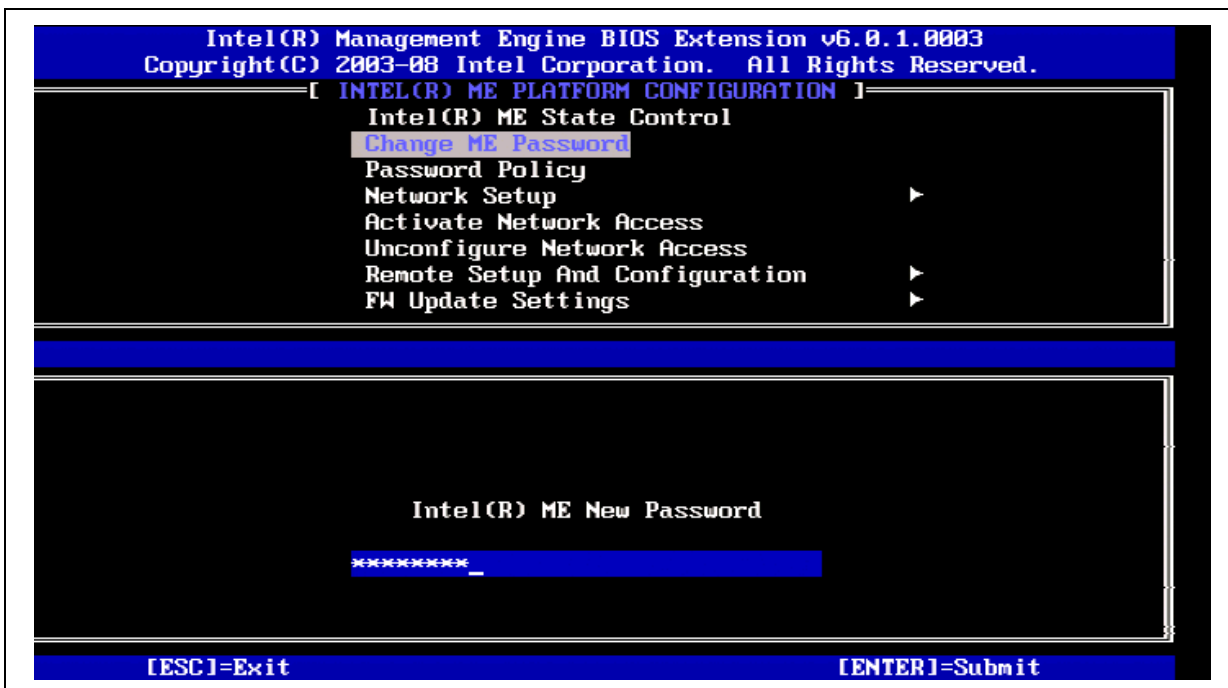 Intel(R) Management Engine BIOS Extension v6.0.1.0003
Copyright(C) 2003-08 Intel Corporation. All Rights Reserved.
[ INTEL(R) ME PLATFORM CONFIGURATION ]
Intel(R) ME State Control
Change ME Password
Password Policy
Network Setup ►
Activate Network Access
Unconfigure Network Access
Remote Setup And Configuration ►
FW Update Settings ►
Intel(R) ME New Password
********_
[ESC]=Exit [ENTER]=Submit